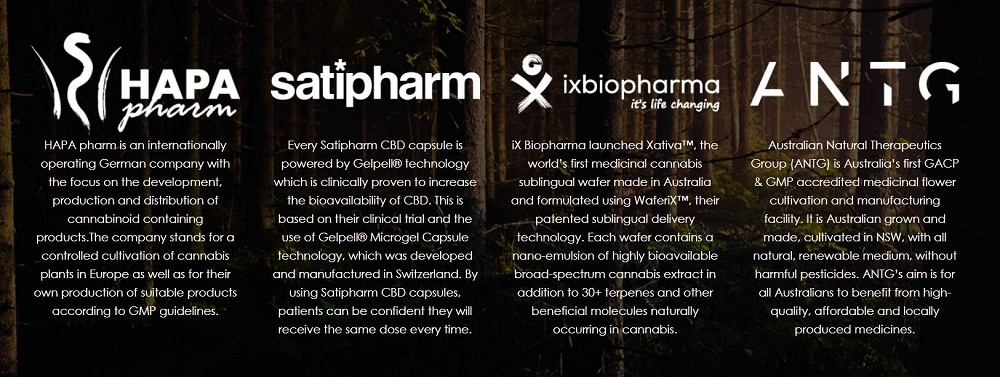 HAPA
pharm
HAPA pharm is an internationally
operating German company with
the focus on the development,
production and distribution of
cannabinoid containing
products.The company stands for a
controlled cultivation of cannabis
plants in Europe as well as for their
own production of suitable products
according to GMP guidelines.
satipharm
Every Satipharm CBD capsule is
powered by Gelpell® technology
which is clinically proven to increase
the bioavailability of CBD. This is
based on their clinical trial and the
use of Gelpell® Microgel Capsule
technology, which was developed
and manufactured in Switzerland. By
using Satipharm CBD capsules,
patients can be confident they will
receive the same dose every time.
ixbiopharma
it's life changing
iX Biopharma launched Xativa™, the
world's first medicinal cannabis
sublingual wafer made in Australia
and formulated using WaferiX™, their
patented sublingual delivery
technology. Each wafer contains a
nano-emulsion of highly bioavailable
broad-spectrum cannabis extract in
addition to 30+ terpenes and other
beneficial molecules naturally
occurring in cannabis.
ANTG
Australian Natural Therapeutics
Group (ANTG) is Australia's first GACP
& GMP accredited medicinal flower
cultivation and manufacturing
facility. It is Australian grown and
made, cultivated in NSW, with all
natural, renewable medium, without
harmful pesticides. ANTG's aim is for
all Australians to benefit from high-
quality, affordable and locally
produced medicines.